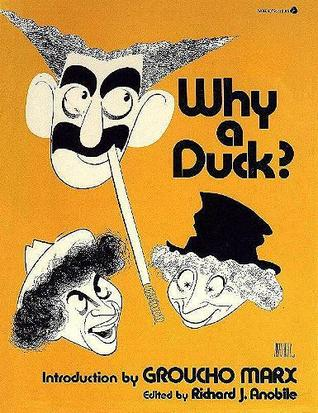 Why
a
Duck?
Introduction by GROUCHO MARX
Edited by Richard J. Anobile